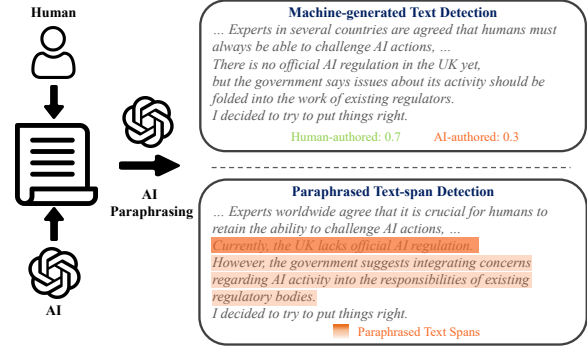 Human
AI
Paraphrasing
AI
Machine-generated Text Detection
... Experts in several countries are agreed that humans must
always be able to challenge AI actions, ...
There is no official AI regulation in the UK yet,
but the government says issues about its activity should be
folded into the work of existing regulators.
I decided to try to put things right.
Human-authored: 0.7 AI-authored: 0.3
Paraphrased Text-span Detection
... Experts worldwide agree that it is crucial for humans to
retain the ability to challenge AI actions, ...
Currently, the UK lacks official AI regulation.
However, the government suggests integrating concerns
regarding AI activity into the responsibilities of existing
regulatory bodies.
I decided to try to put things right.
Paraphrased Text Spans